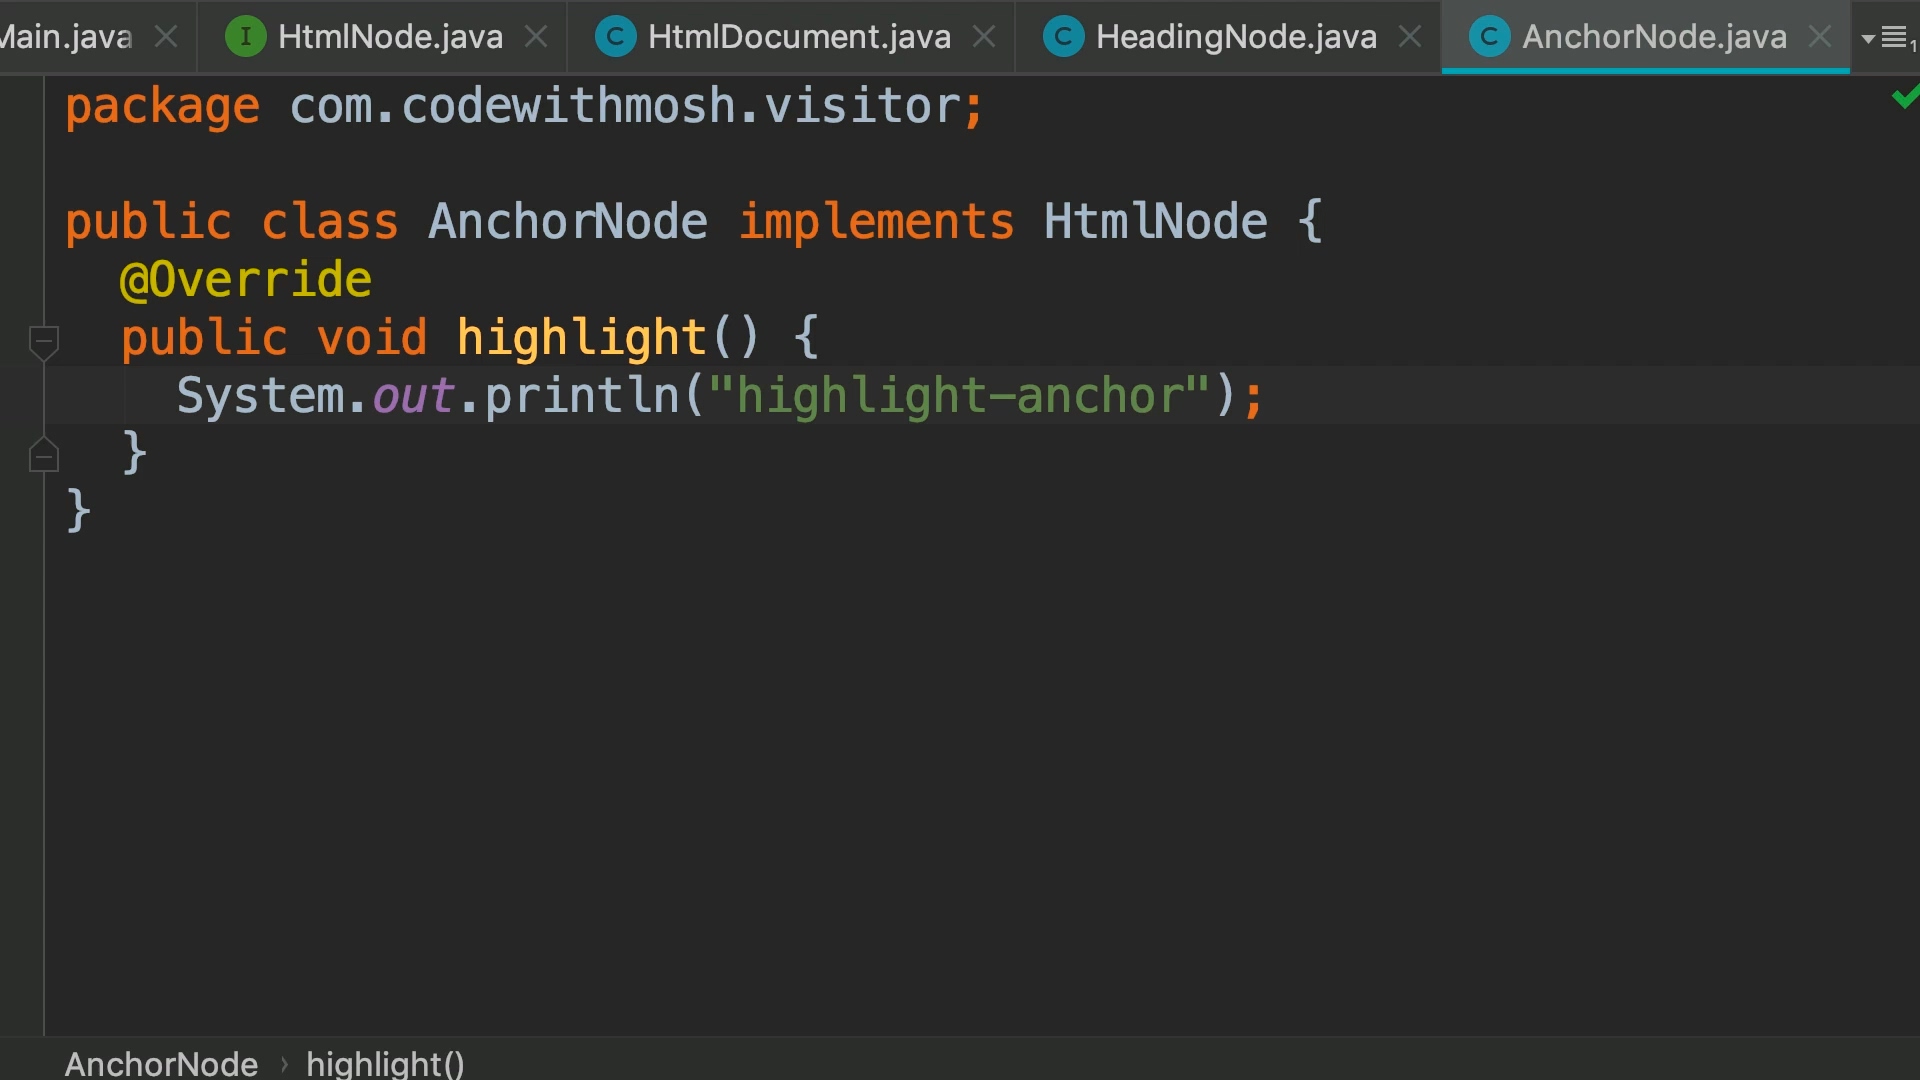 Main.java HtmlNode.java HtmlDocument.java HeadingNode.java AnchorNode.java
package com.codewithmosh.visitor;
public class AnchorNode implements HtmlNode {
@Override
public void highlight() {
System.out.println("highlight-anchor");
}
}
AnchorNode › highlight()